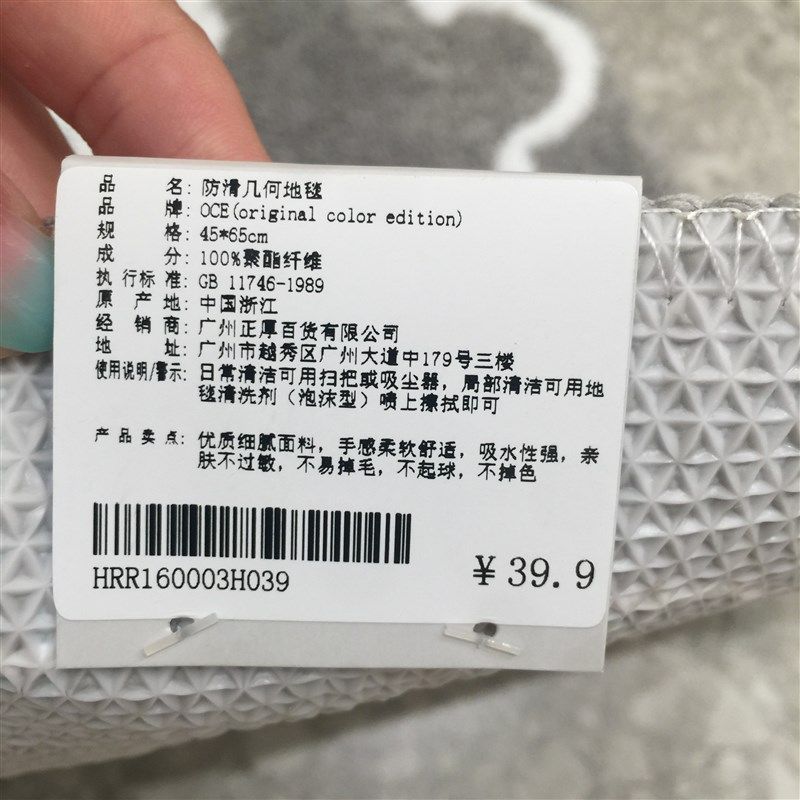 品 名: 防滑几何地毯
品 牌: OCE(original color edition)
规 格: 45*65cm
成 分: 100%聚酯纤维
执 行 标 准: GB 11746-1989
原 产 地: 中国浙江
经 销 商: 广州正厚百货有限公司
地 址: 广州市越秀区广州大道中179号三楼
使用说明/警示: 日常清洁可用扫把或吸尘器，局部清洁可用地
毯清洗剂（泡沫型）喷上擦拭即可
产 品 卖 点: 优质细腻面料，手感柔软舒适，吸水性强，亲
肤不过敏，不易掉毛，不起球，不掉色
HRR160003H039
¥39.9